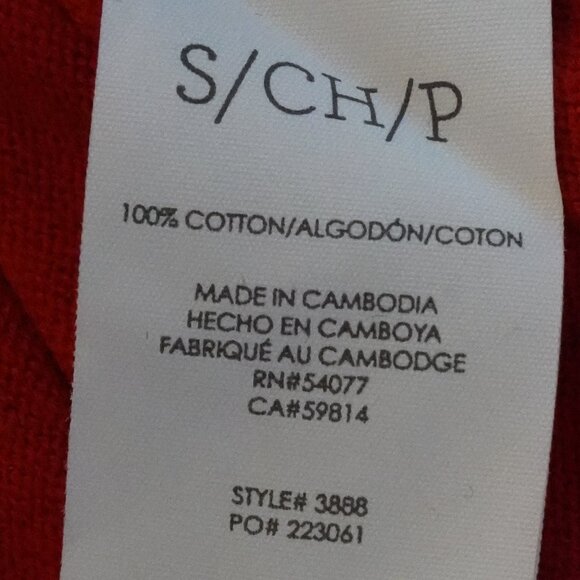 S/CH/P
100% COTTON/ALGODÓN/COTON
MADE IN CAMBODIA
HECHO EN CAMBOYA
FABRIQUÉ AU CAMBODGE
RN#54077
CA#59814
STYLE# 3888
PO# 223061